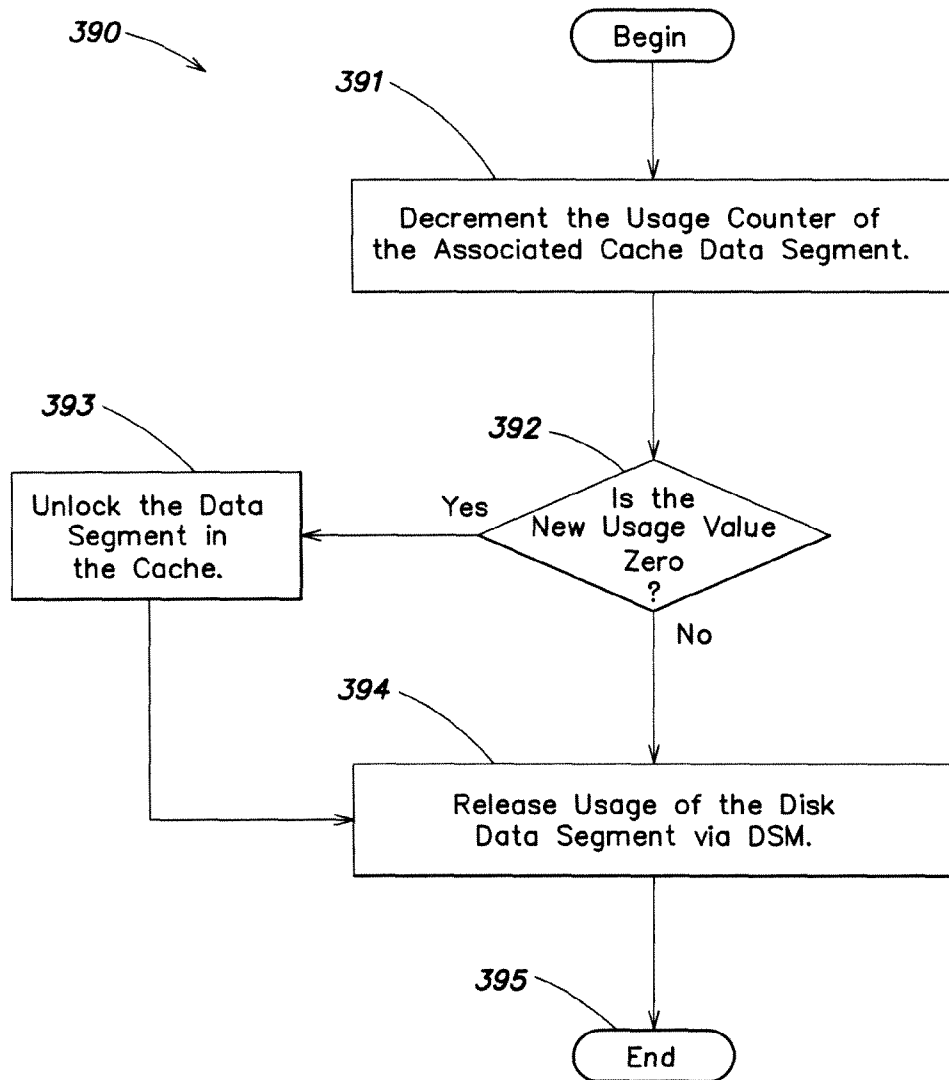 390
Begin
391
Decrement the Usage Counter of
the Associated Cache Data Segment.
393
392
Unlock the Data
Segment in
the Cache.
Yes
Is the
New Usage Value
Zero
?
No
394
Release Usage of the Disk
Data Segment via DSM.
395
End